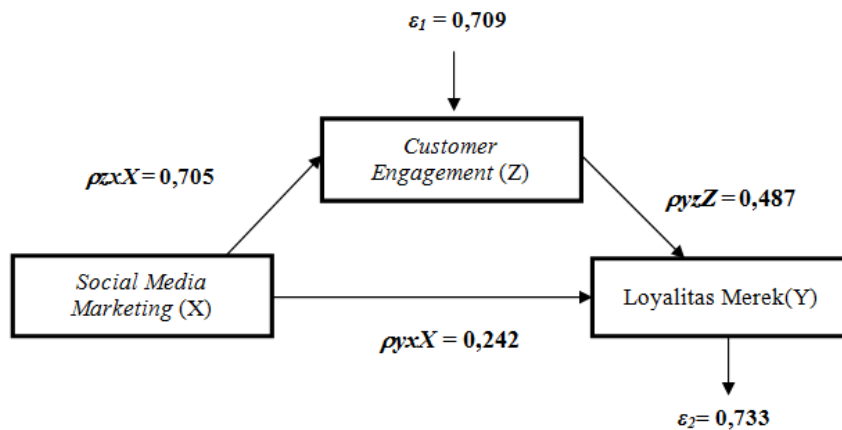 ε1 = 0,709
Customer
Engagement (Z)
ρzxX = 0,705
ρyzZ = 0,487
Social Media
Marketing (X)
Loyalitas Merek(Y)
ρyxX = 0,242
ε2= 0,733